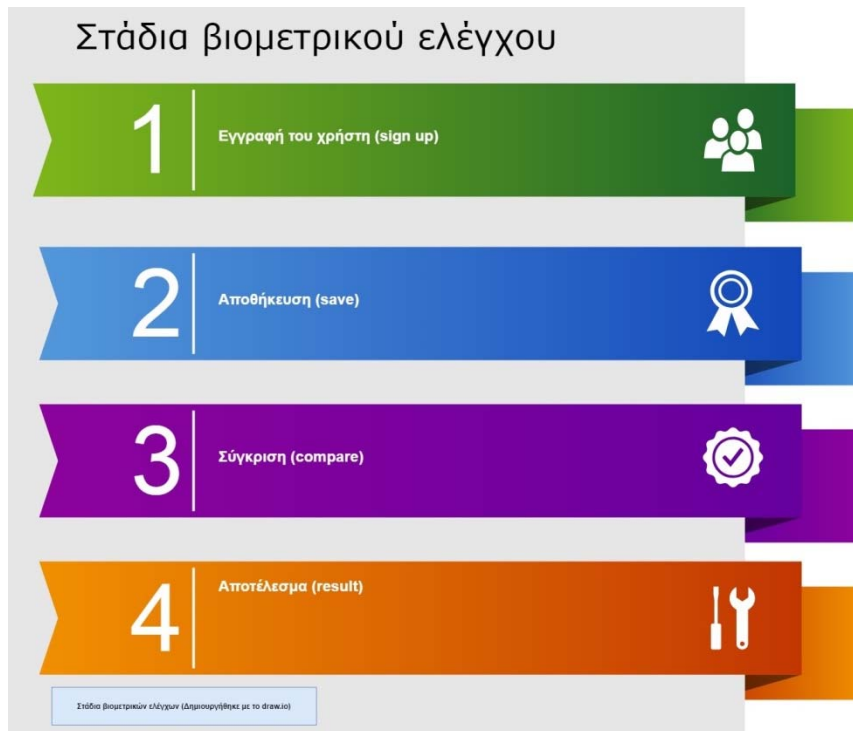 Στάδια βιομετρικού ελέγχου
1
Εγγραφή του χρήστη (sign up)
2
Αποθήκευση (save)
3
Σύγκριση (compare)
4
Αποτέλεσμα (result)
Στάδια βιομετρικών ελέγχων (Δημιουργήθηκε με το draw.io)